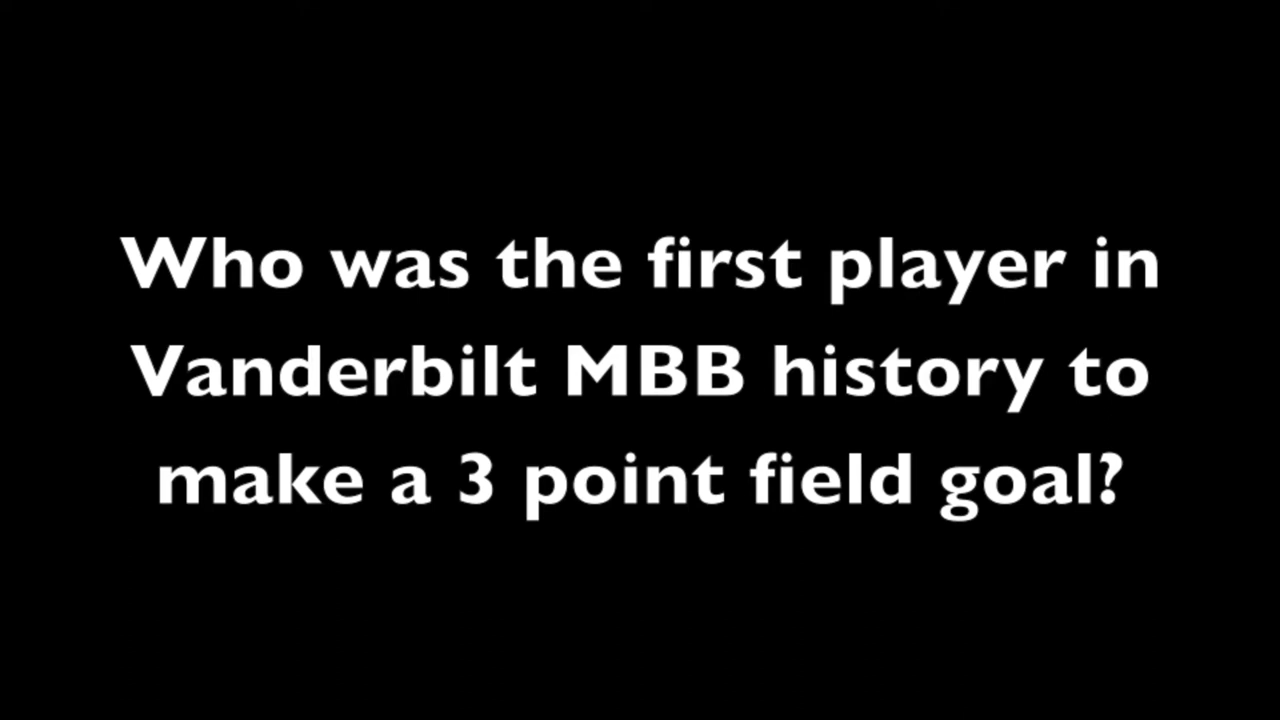 Who was the first player in
Vanderbilt MBB history to
make a 3 point field goal?